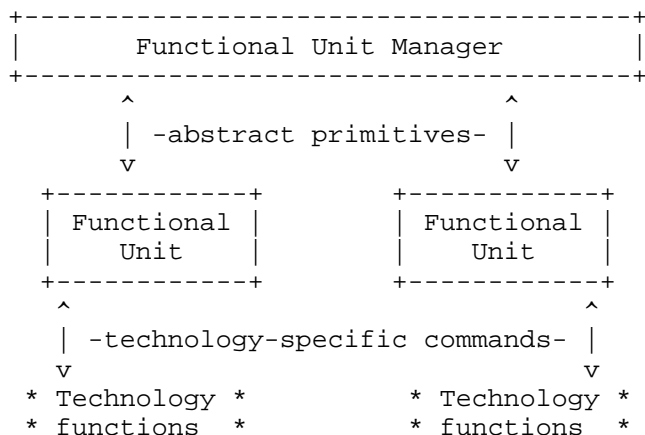 +--------------------------------------+
|       Functional Unit Manager        |
+--------------------------------------+
       ^                       ^
       | -abstract primitives- |
       v                       v
  +------------+        +------------+
  | Functional |        | Functional |
  |    Unit    |        |    Unit    |
  +------------+        +------------+
   ^                                ^
   | -technology-specific commands- |
   v                                v
 * Technology *          * Technology *
 * functions  *          * functions  *